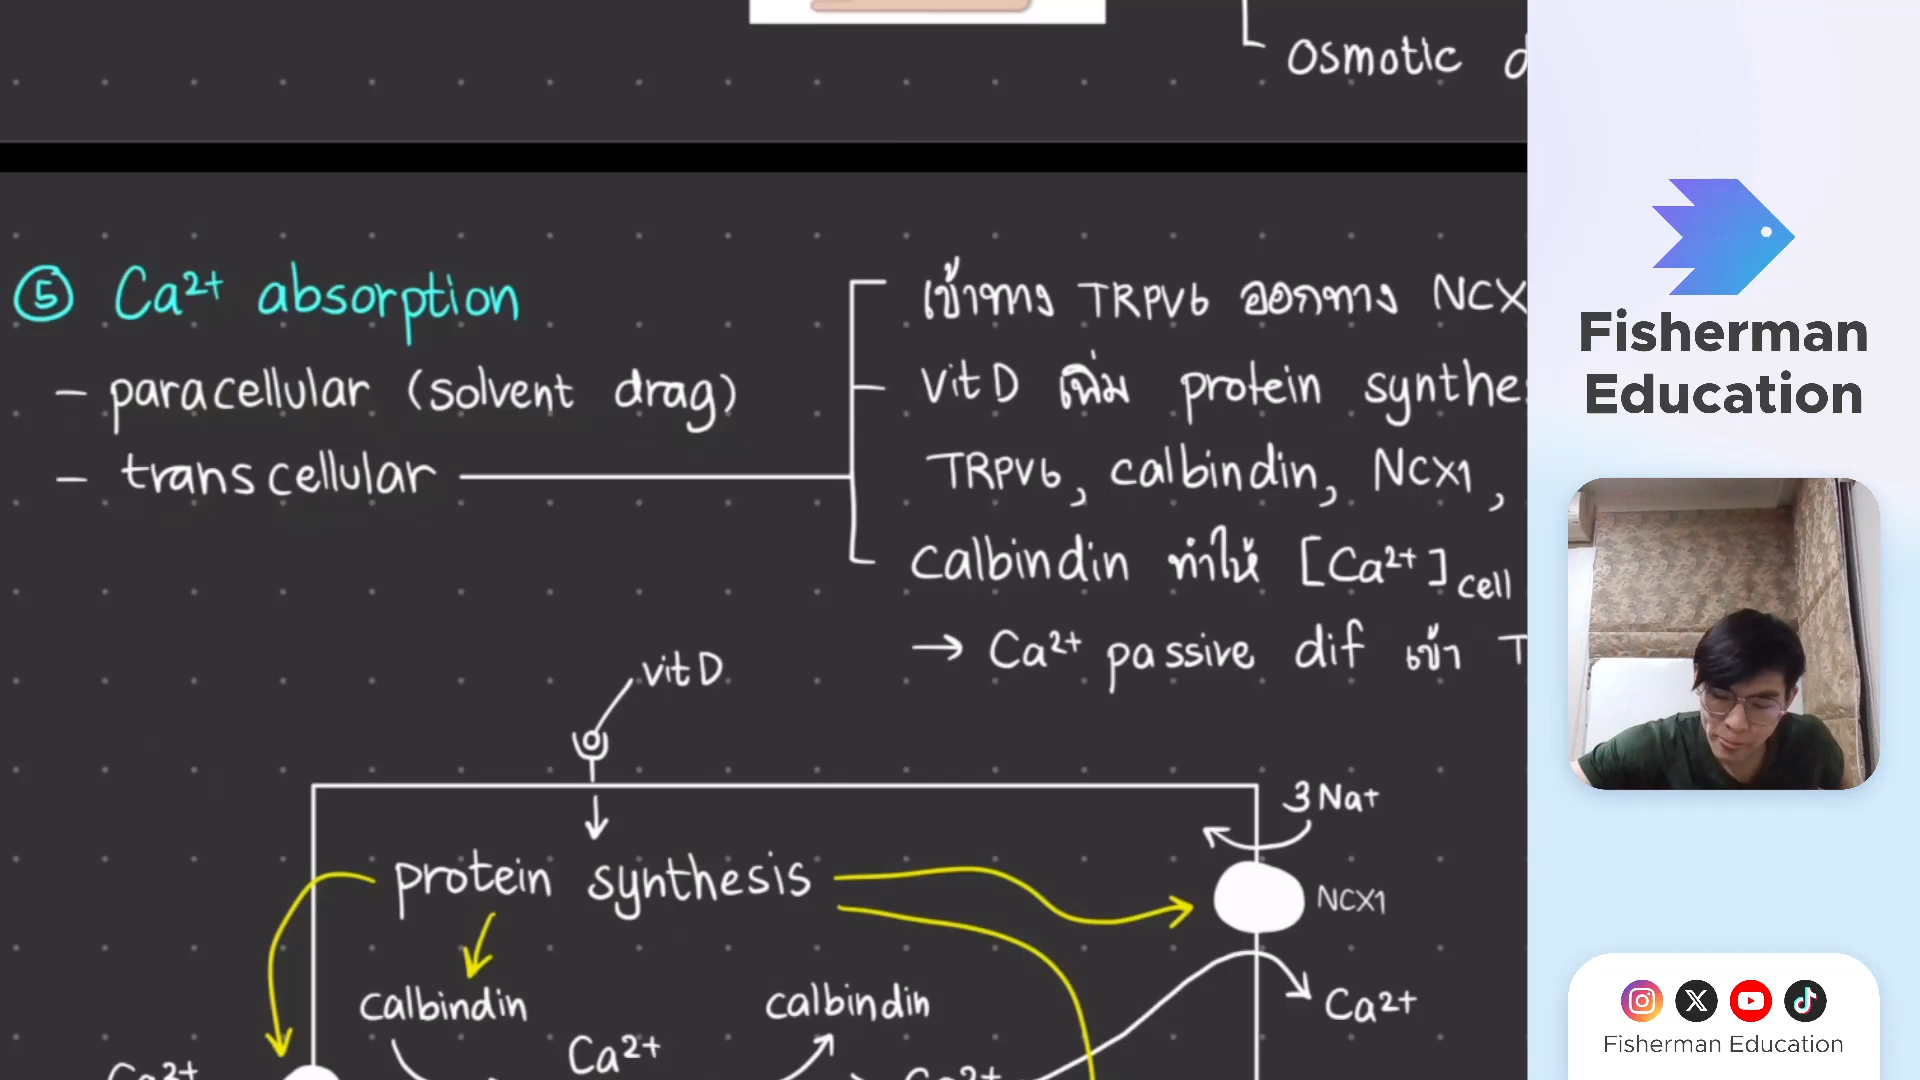 Osmotic
⑤ Ca²⁺ absorption
- paracellular (solvent drag)
- transcellular
เข้าทาง TRPV6 ออกทาง NCX
Vit D เพิ่ม protein synthe
TRPV6, calbindin, NCX1,
Calbindin ทำให้ [Ca²⁺]cell
→ Ca²⁺ passive dif เข้า T
vit D
3 Na+
protein synthesis
NCX1
calbindin
calbindin
Ca²⁺
Ca²⁺
Ca²⁺
Ca²⁺
Fisherman
Education
Fisherman Education